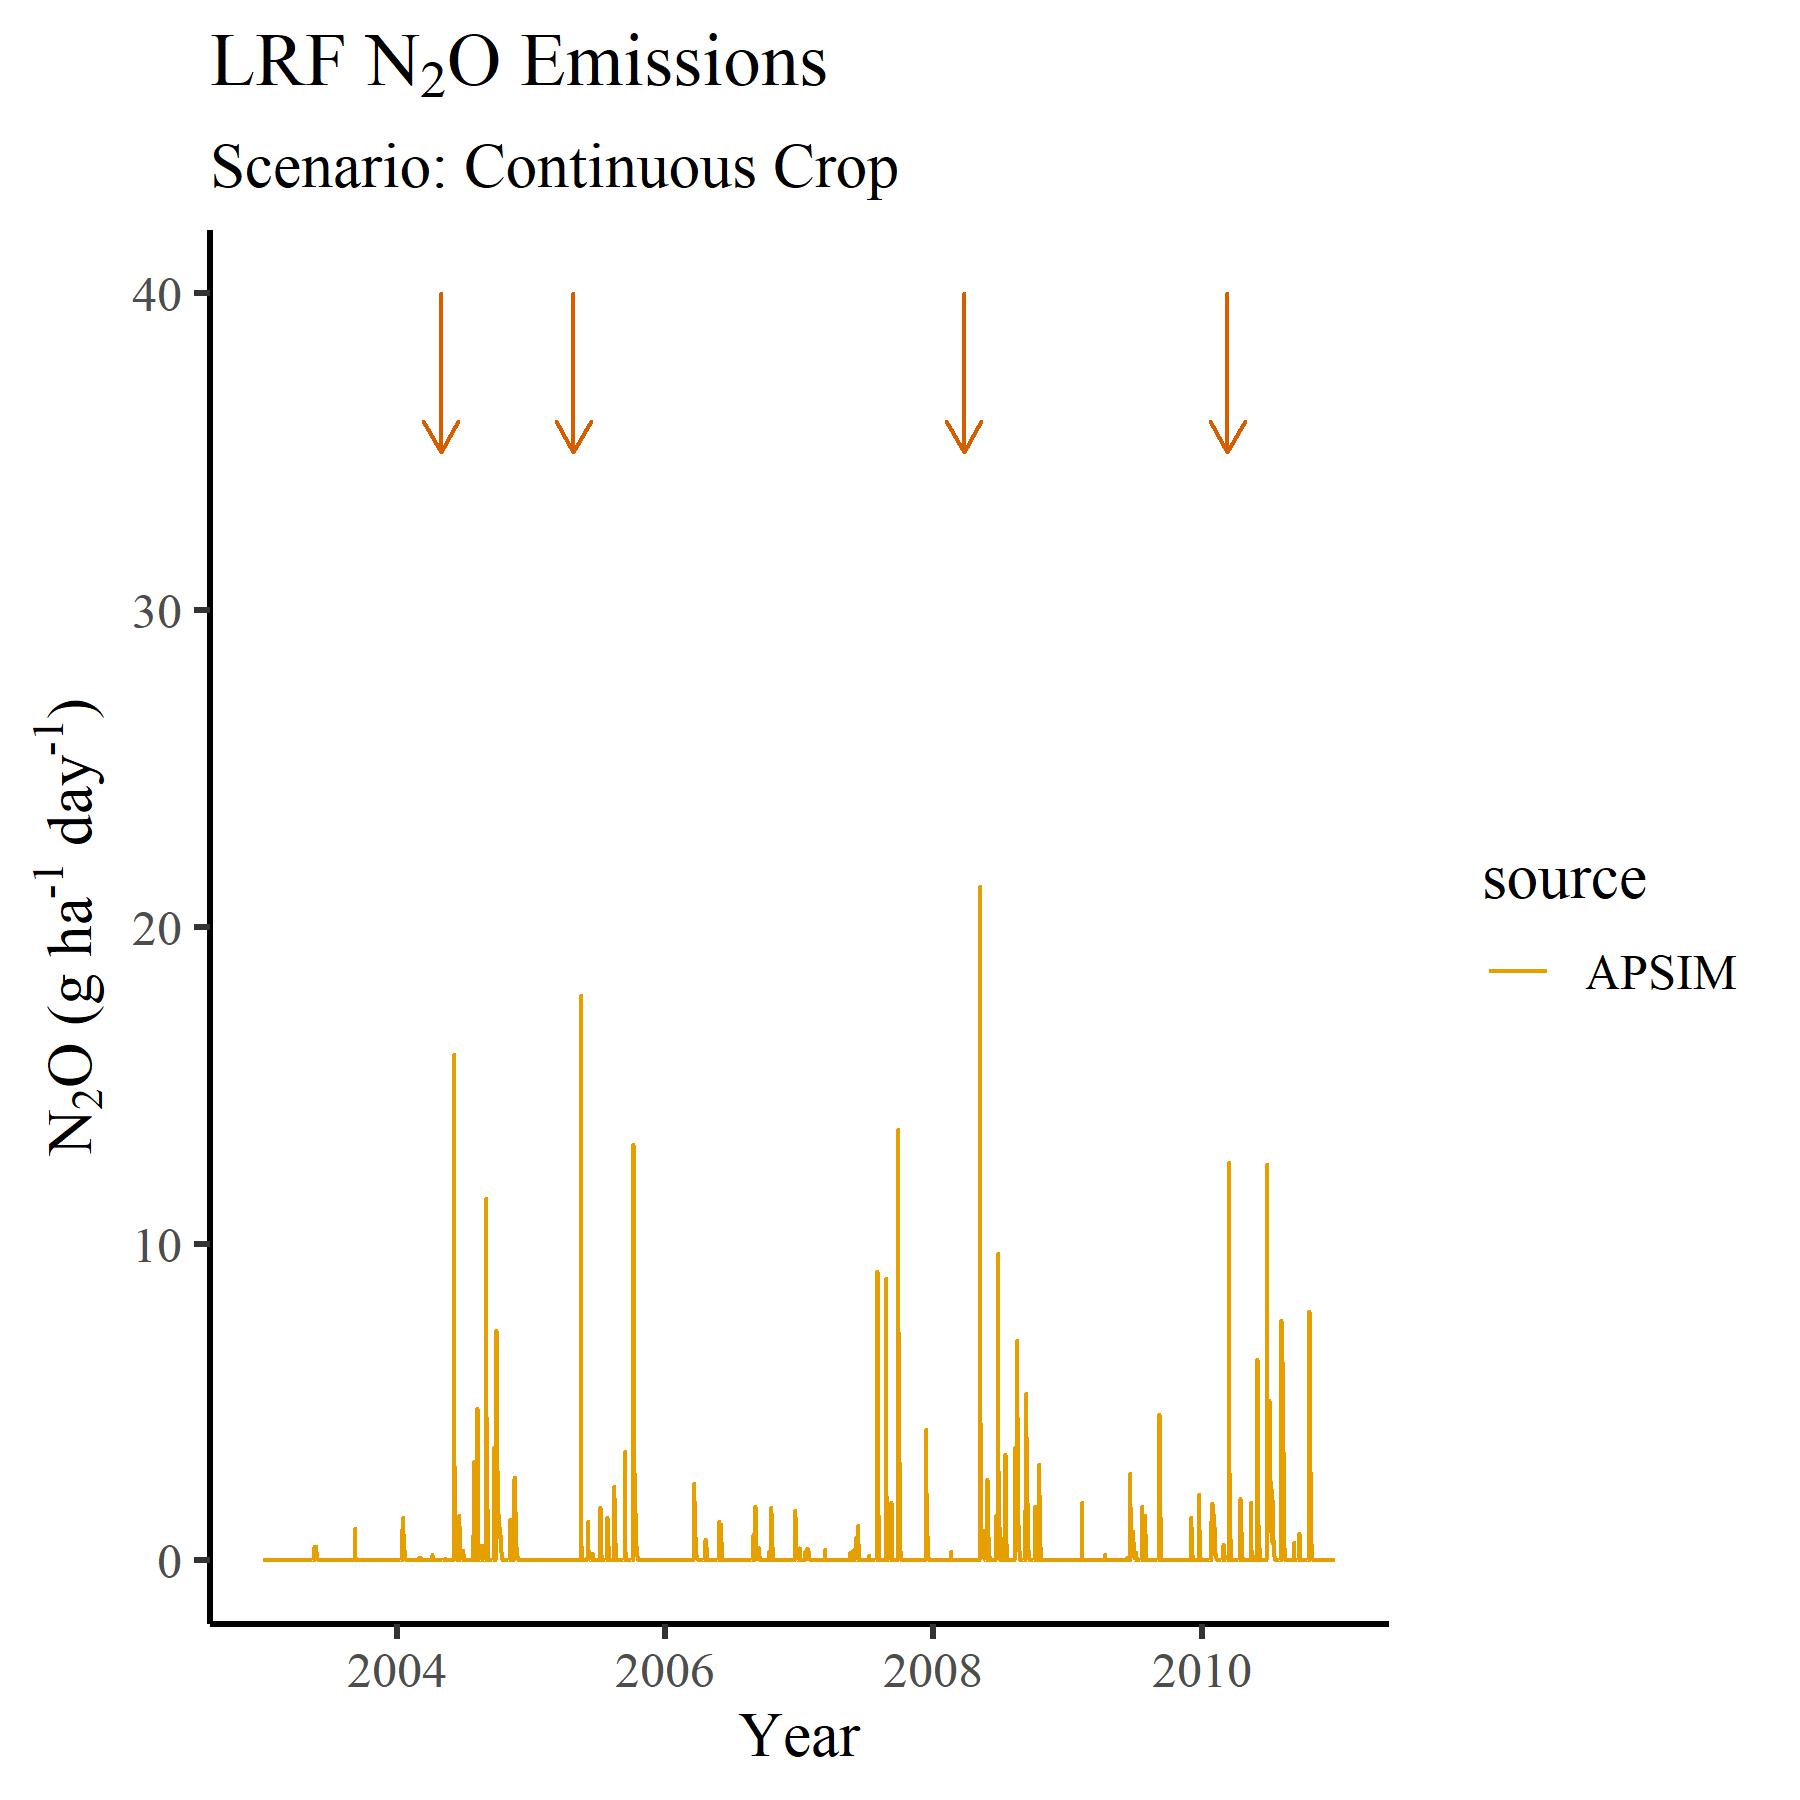 LRF N₂O Emissions
Scenario: Continuous Crop
40
30
20
10
0
N₂O (g ha⁻¹ day⁻¹)
2004 2006 2008 2010
Year
source
APSIM